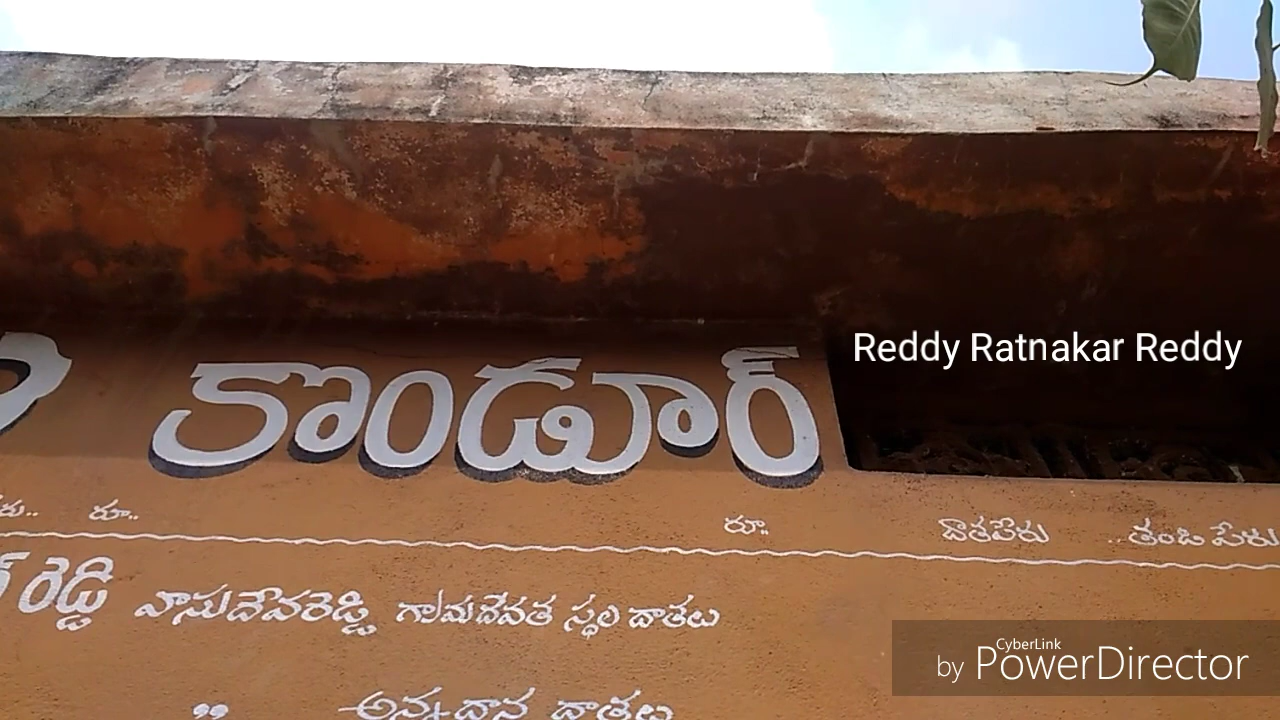 కొండూర్
Reddy Ratnakar Reddy
రూ..
రూ..
దాతపేరు
తండ్రి పేరు
రెడ్డి వాసుదేవరెడ్డి గ్రామదేవత స్థలి దాతలు
CyberLink
by PowerDirector
అన్నదాన దాతలు